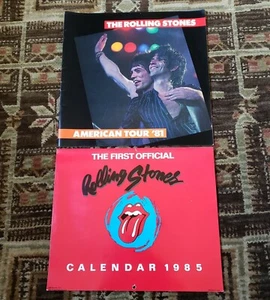 THE ROLLING STONES
AMERICAN TOUR '81
THE FIRST OFFICIAL
Rolling Stones
CALENDAR 1985